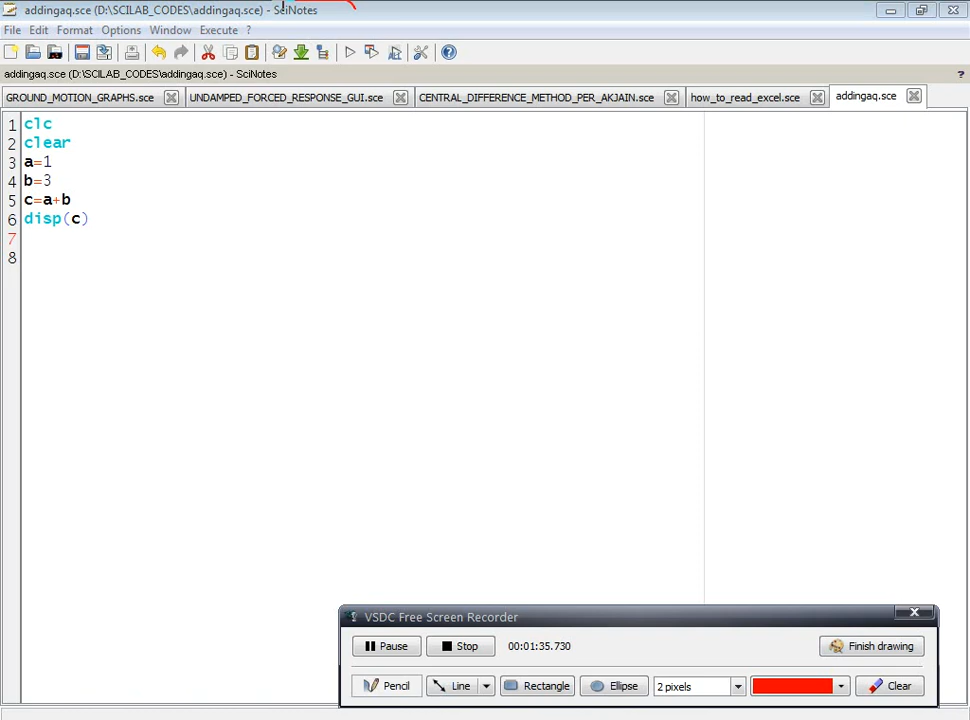 addingaq.sce (D:\SCILAB_CODES\addingaq.sce) - SciNotes
File Edit Format Options Window Execute ?
addingaq.sce (D:\SCILAB_CODES\addingaq.sce) - SciNotes ?
GROUND_MOTION_GRAPHS.sce UNDAMPED_FORCED_RESPONSE_GUI.sce CENTRAL_DIFFERENCE_METHOD_PER_AKJAIN.sce how_to_read_excel.sce addingaq.sce
1 clc
2 clear
3 a=1
4 b=3
5 c=a+b
6 disp(c)
7
8
VSDC Free Screen Recorder
Pause Stop 00:01:35.730 Finish drawing
Pencil Line Rectangle Ellipse 2 pixels Clear